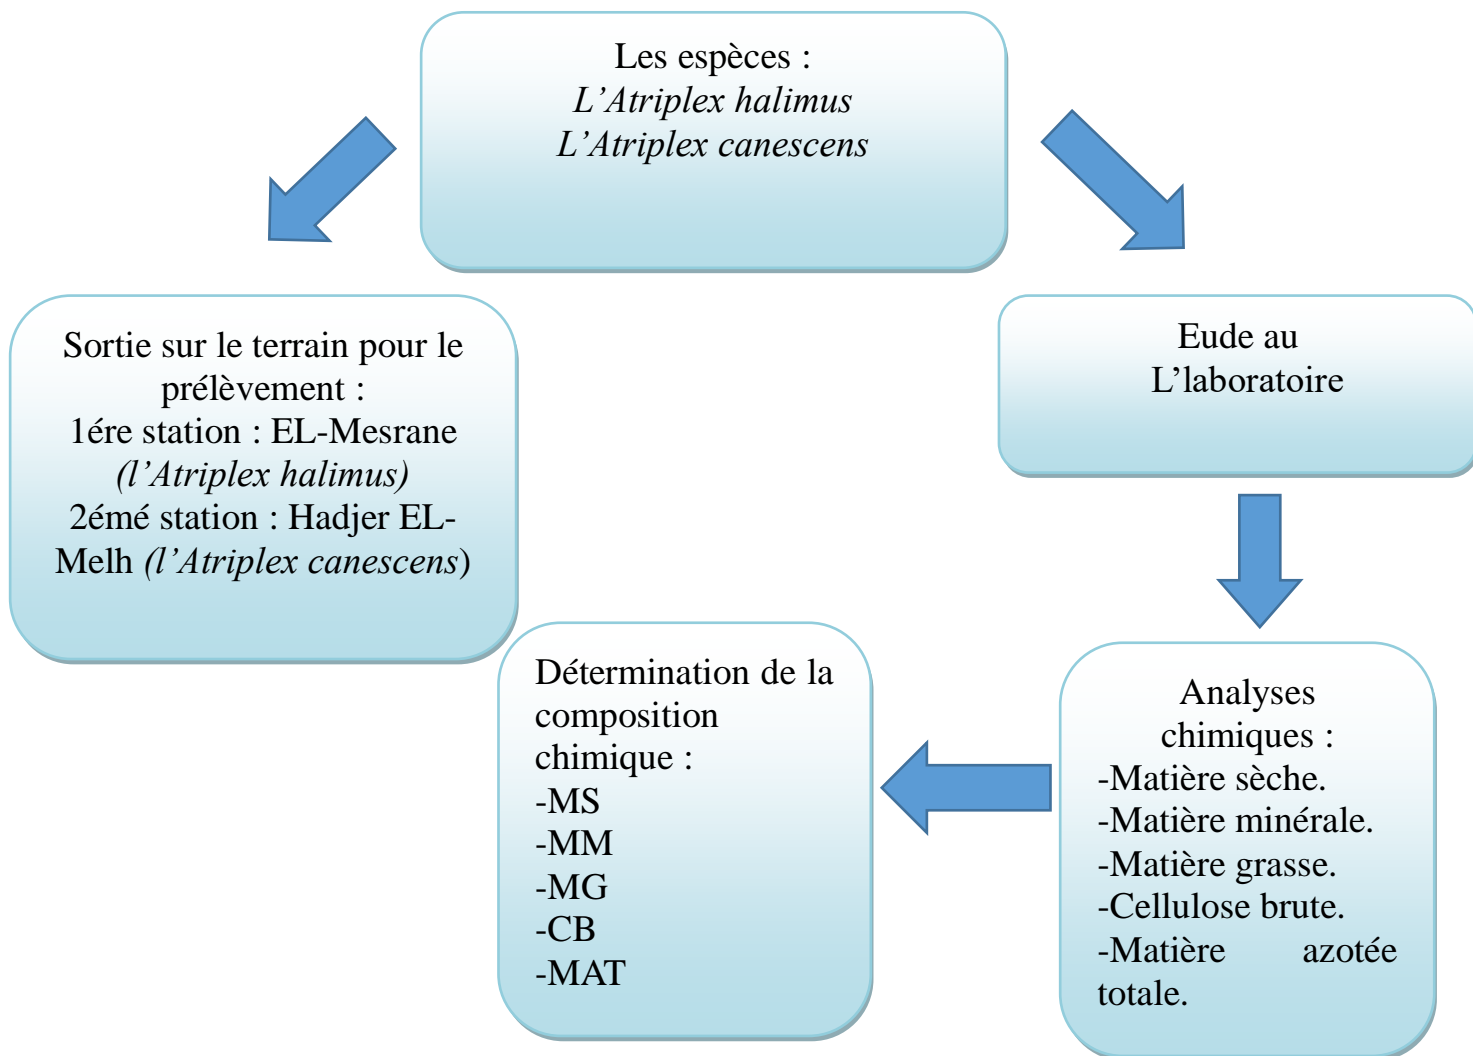 Les espèces :
L’Atriplex halimus
L’Atriplex canescens
Sortie sur le terrain pour le
prélèvement :
1ére station : EL-Mesrane
(l’Atriplex halimus)
2émé station : Hadjer EL-
Melh (l’Atriplex canescens)
Eude au
L’laboratoire
Analyses
chimiques :
-Matière sèche.
-Matière minérale.
-Matière grasse.
-Cellulose brute.
-Matière azotée
totale.
Détermination de la
composition
chimique :
-MS
-MM
-MG
-CB
-MAT